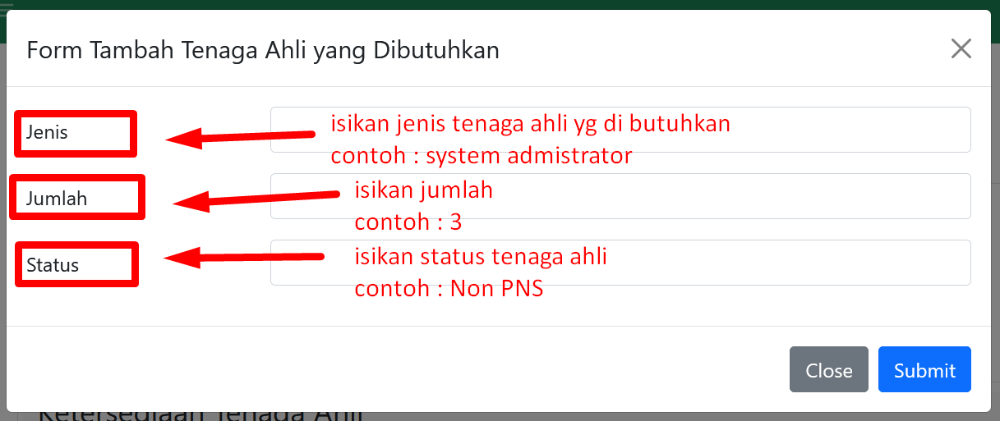 Form Tambah Tenaga Ahli yang Dibutuhkan
Jenis
isikan jenis tenaga ahli yg di butuhkan
contoh : system admistrator
Jumlah
isikan jumlah
contoh : 3
Status
isikan status tenaga ahli
contoh : Non PNS
Close
Submit
Ketersediaan Tenaga Ahli